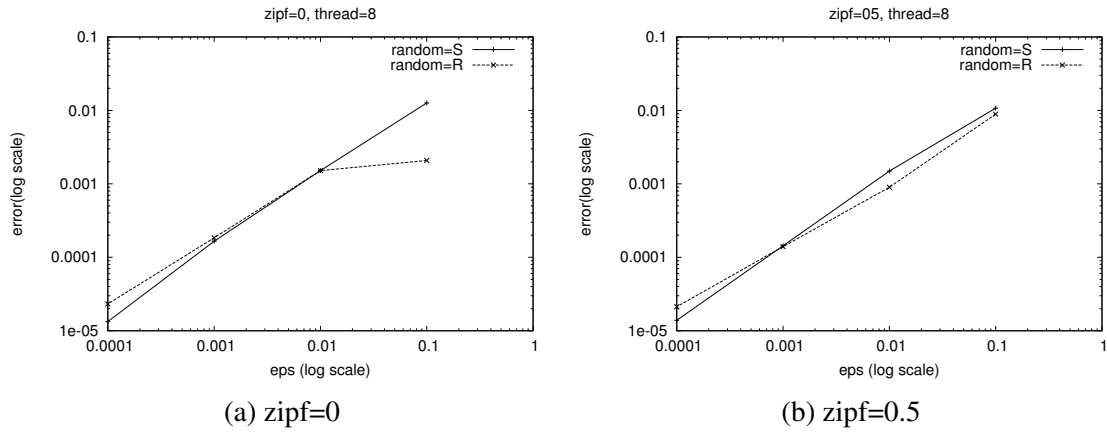 zipf=0, thread=8
0.1
0.01
0.001
0.0001
1e-05
error(log scale)
random=S
random=R
0.0001 0.001 0.01 0.1 1
eps (log scale)
(a) zipf=0
zipf=05, thread=8
0.1
0.01
0.001
0.0001
1e-05
error(log scale)
random=S
random=R
0.0001 0.001 0.01 0.1 1
eps (log scale)
(b) zipf=0.5